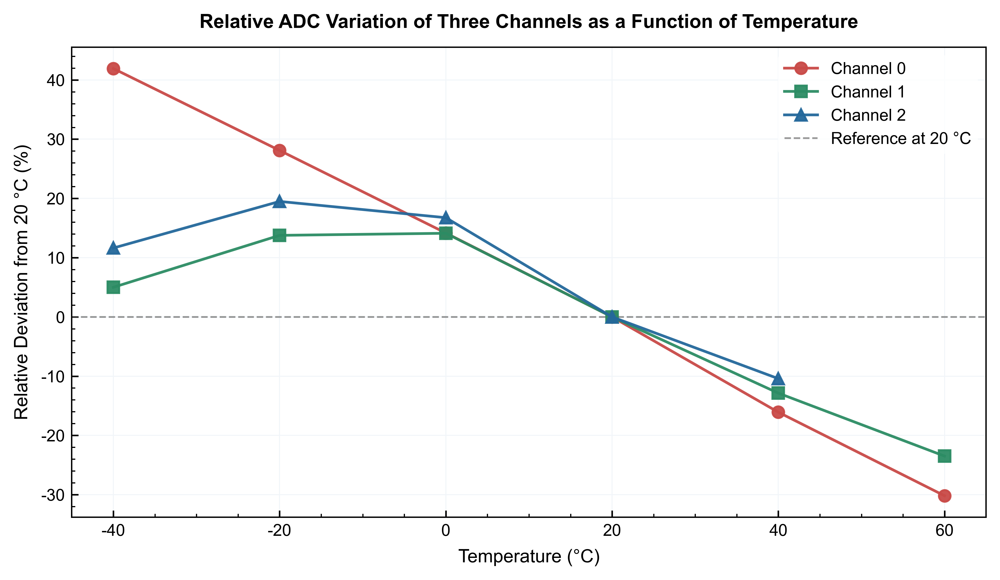 Relative ADC Variation of Three Channels as a Function of Temperature
Channel 0
Channel 1
Channel 2
Reference at 20 °C
Relative Deviation from 20 °C (%)
40
30
20
10
0
-10
-20
-30
-40
-20
0
20
40
60
Temperature (°C)